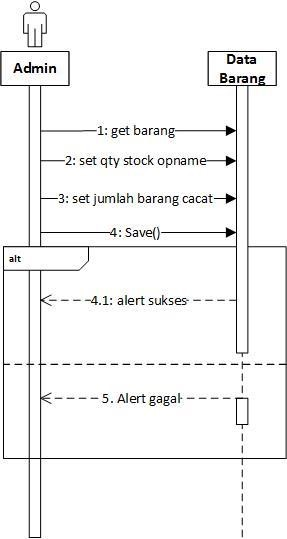 Admin
Data
Barang
1: get barang
2: set qty stock opname
3: set jumlah barang cacat
4: Save()
alt
4.1: alert sukses
5. Alert gagal